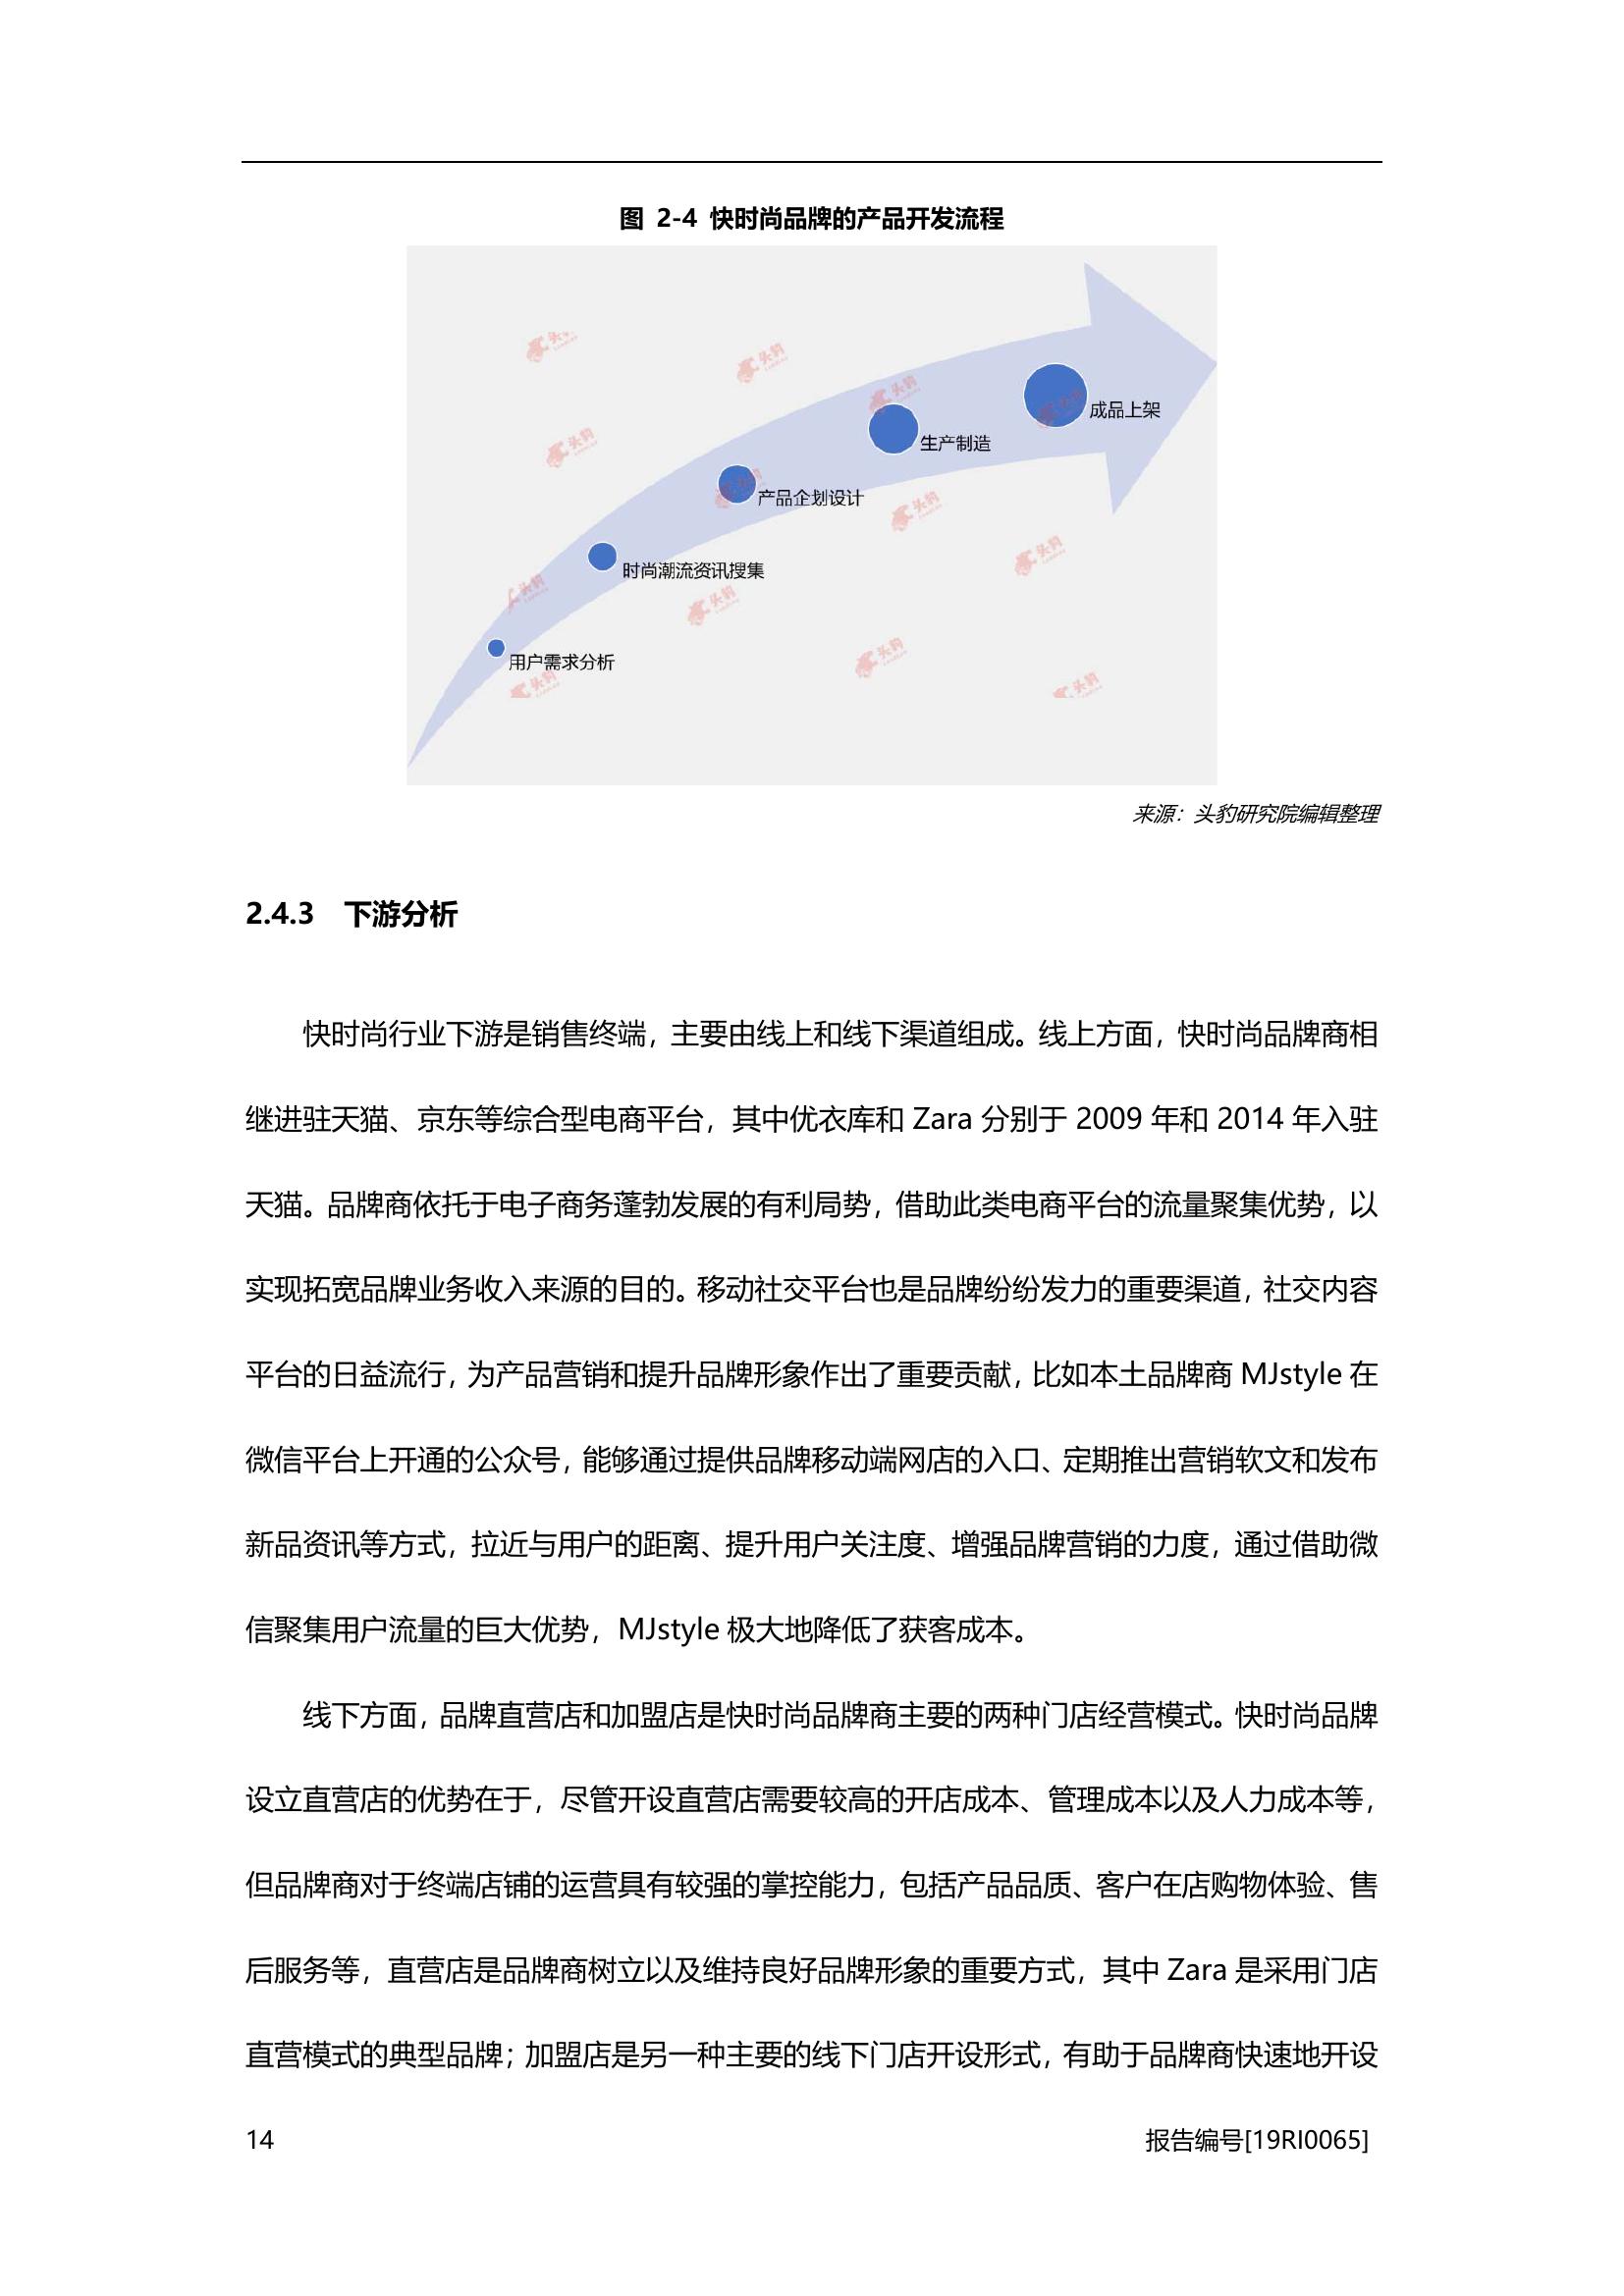 图 2-4 快时尚品牌的产品开发流程
成品上架
生产制造
产品企划设计
时尚潮流资讯搜集
用户需求分析
头豹
来源：头豹研究院编辑整理
2.4.3 下游分析
快时尚行业下游是销售终端，主要由线上和线下渠道组成。线上方面，快时尚品牌商相
继进驻天猫、京东等综合型电商平台，其中优衣库和 Zara 分别于 2009 年和 2014 年入驻
天猫。品牌商依托于电子商务蓬勃发展的有利局势，借助此类电商平台的流量聚集优势，以
实现拓宽品牌业务收入来源的目的。移动社交平台也是品牌纷纷发力的重要渠道，社交内容
平台的日益流行，为产品营销和提升品牌形象作出了重要贡献，比如本土品牌商 MJstyle 在
微信平台上开通的公众号，能够通过提供品牌移动端网店的入口、定期推出营销软文和发布
新品资讯等方式，拉近与用户的距离、提升用户关注度、增强品牌营销的力度，通过借助微
信聚集用户流量的巨大优势，MJstyle 极大地降低了获客成本。
线下方面，品牌直营店和加盟店是快时尚品牌商主要的两种门店经营模式。快时尚品牌
设立直营店的优势在于，尽管开设直营店需要较高的开店成本、管理成本以及人力成本等，
但品牌商对于终端店铺的运营具有较强的掌控能力，包括产品品质、客户在店购物体验、售
后服务等，直营店是品牌商树立以及维持良好品牌形象的重要方式，其中 Zara 是采用门店
直营模式的典型品牌；加盟店是另一种主要的线下门店开设形式，有助于品牌商快速地开设
14
报告编号[19RI0065]